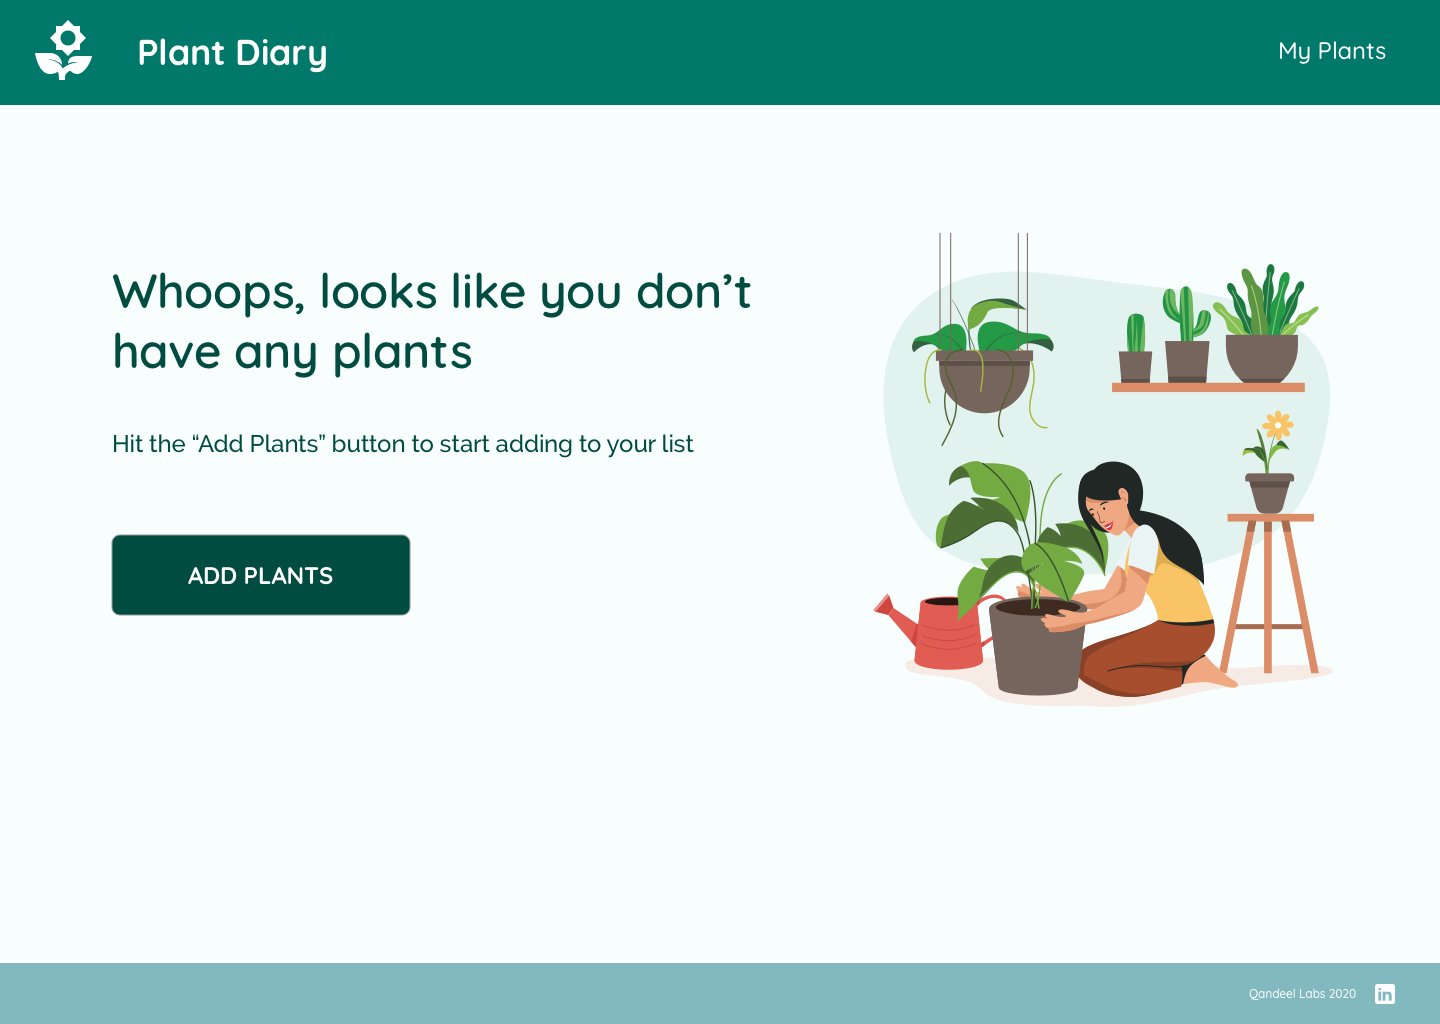 Plant Diary
My Plants
Whoops, looks like you don’t
have any plants
Hit the “Add Plants” button to start adding to your list
ADD PLANTS
Qandeel Labs 2020
in